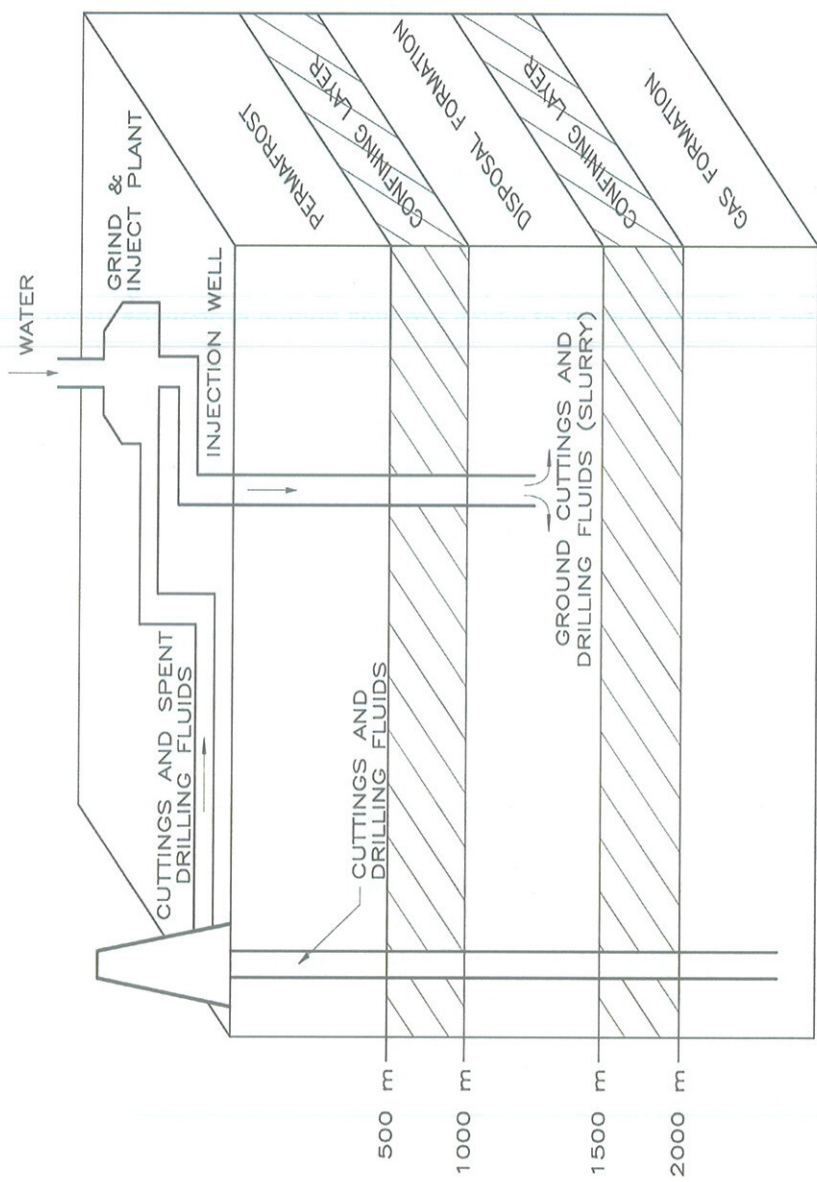 WATER
GRIND &
INJECT PLANT
CUTTINGS AND SPENT
DRILLING FLUIDS
INJECTION WELL
PERMAFROST
CONFINING LAYER
DISPOSAL FORMATION
CONFINING LAYER
GAS FORMATION
CUTTINGS AND
DRILLING FLUIDS
GROUND CUTTINGS AND
DRILLING FLUIDS (SLURRY)
500 m
1000 m
1500 m
2000 m